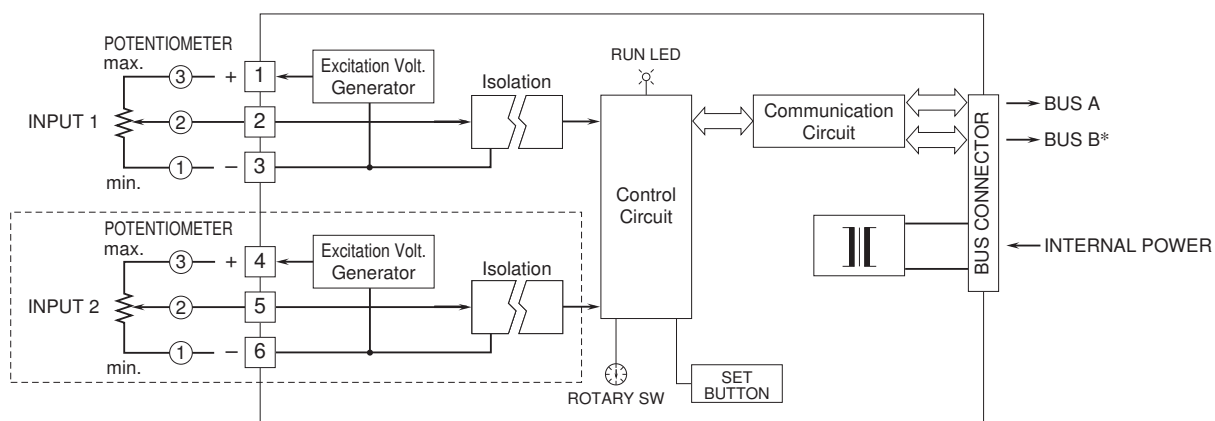 POTENTIOMETER
max.
3 + 1
INPUT 1
2 2
1 – 3
min.
Excitation Volt.
Generator
Isolation
RUN LED
Control
Circuit
Communication
Circuit
BUS CONNECTOR
BUS A
BUS B*
INTERNAL POWER
POTENTIOMETER
max.
3 + 4
INPUT 2
2 5
1 – 6
min.
Excitation Volt.
Generator
Isolation
ROTARY SW
SET
BUTTON